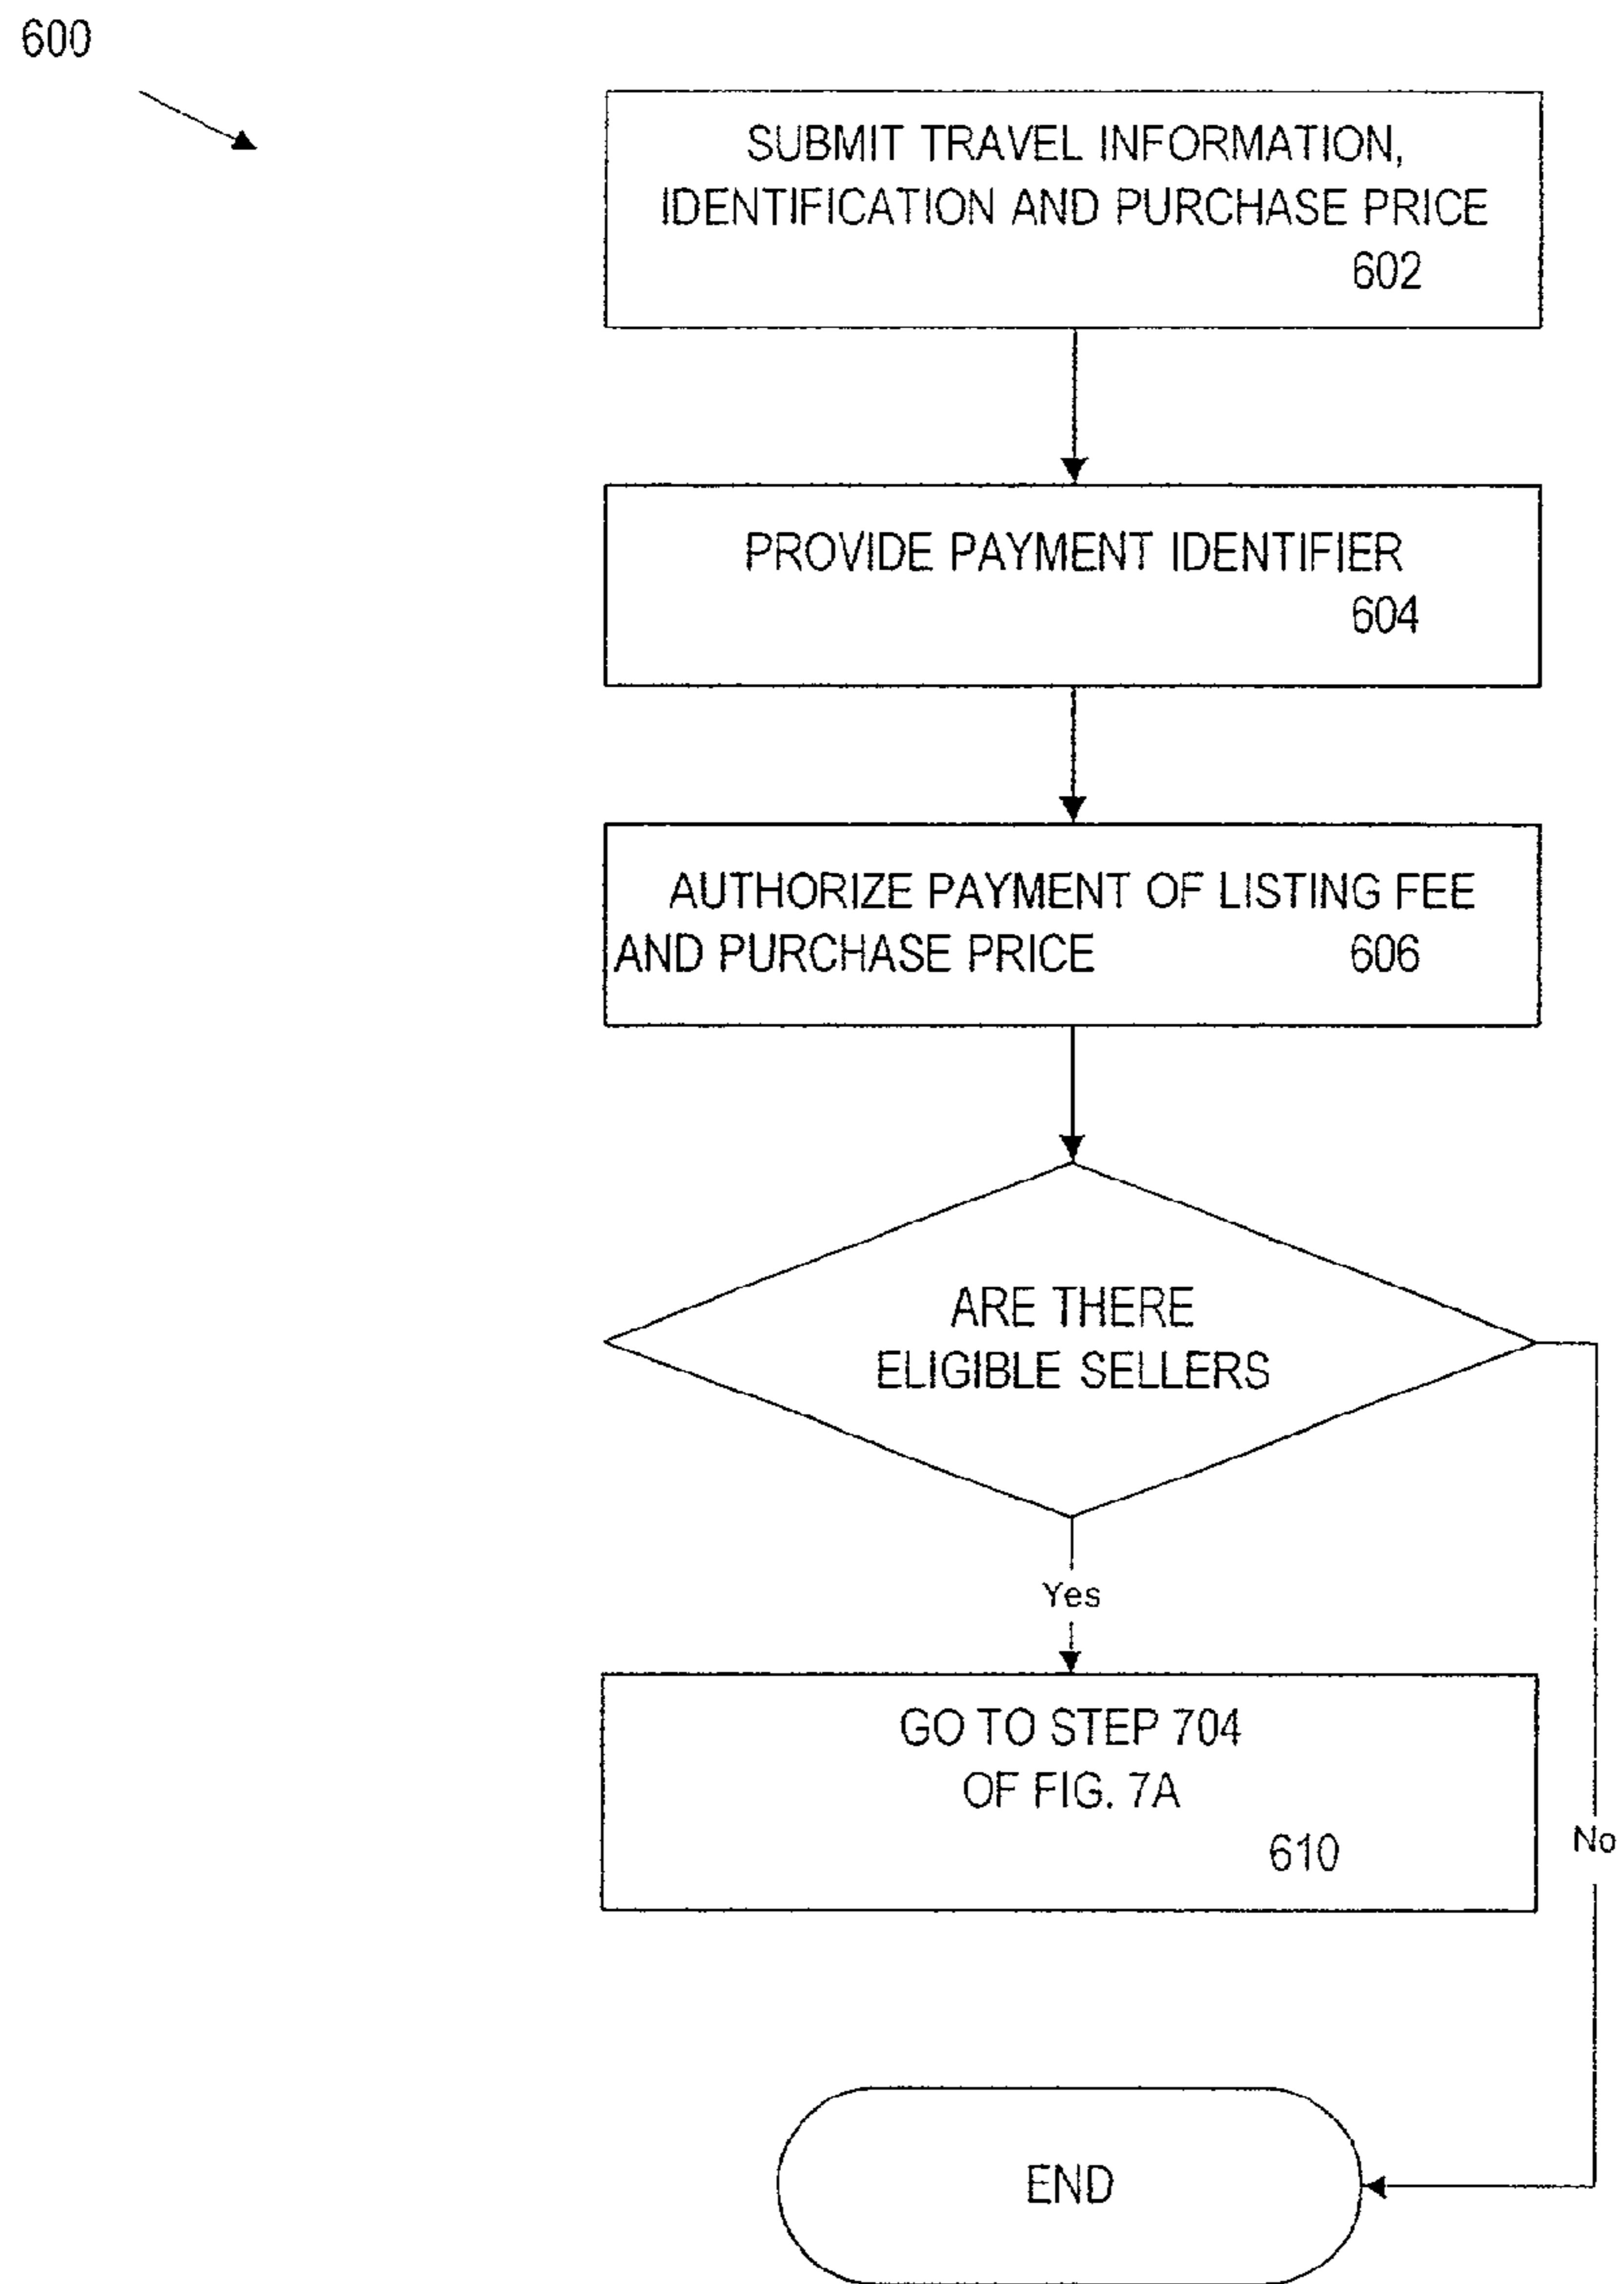 600
SUBMIT TRAVEL INFORMATION,
IDENTIFICATION AND PURCHASE PRICE
602
PROVIDE PAYMENT IDENTIFIER
604
AUTHORIZE PAYMENT OF LISTING FEE
AND PURCHASE PRICE 606
ARE THERE
ELIGIBLE SELLERS
Yes
GO TO STEP 704
OF FIG. 7A
610
No
END